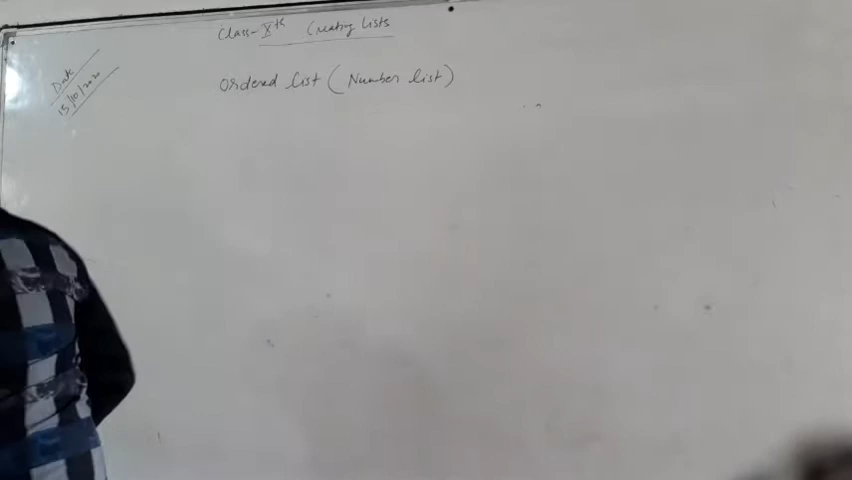 Class- Xth Creating Lists
Date
15/10/2020
Ordered list (Number list)